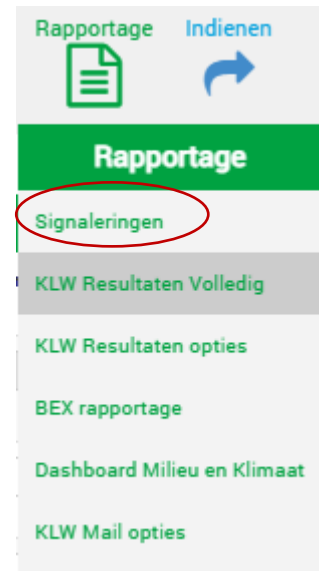 Rapportage Indienen
Rapportage
Signaleringen
KLW Resultaten Volledig
KLW Resultaten opties
BEX rapportage
Dashboard Milieu en Klimaat
KLW Mail opties